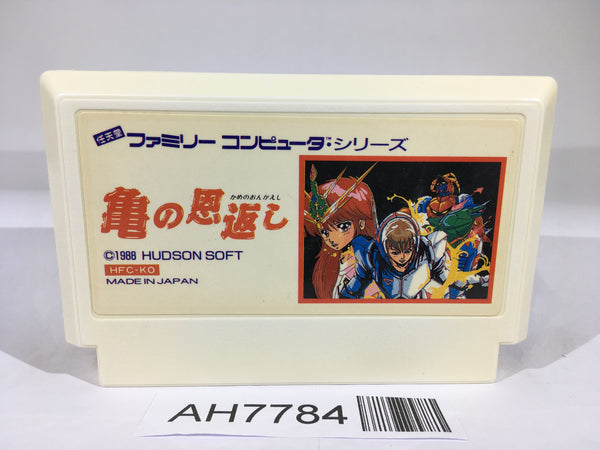 任天堂 ファミリー コンピュータ・シリーズ
かめのおんがえし
亀の恩返し
©1988 HUDSON SOFT
HFC-KO
MADE IN JAPAN
AH7784